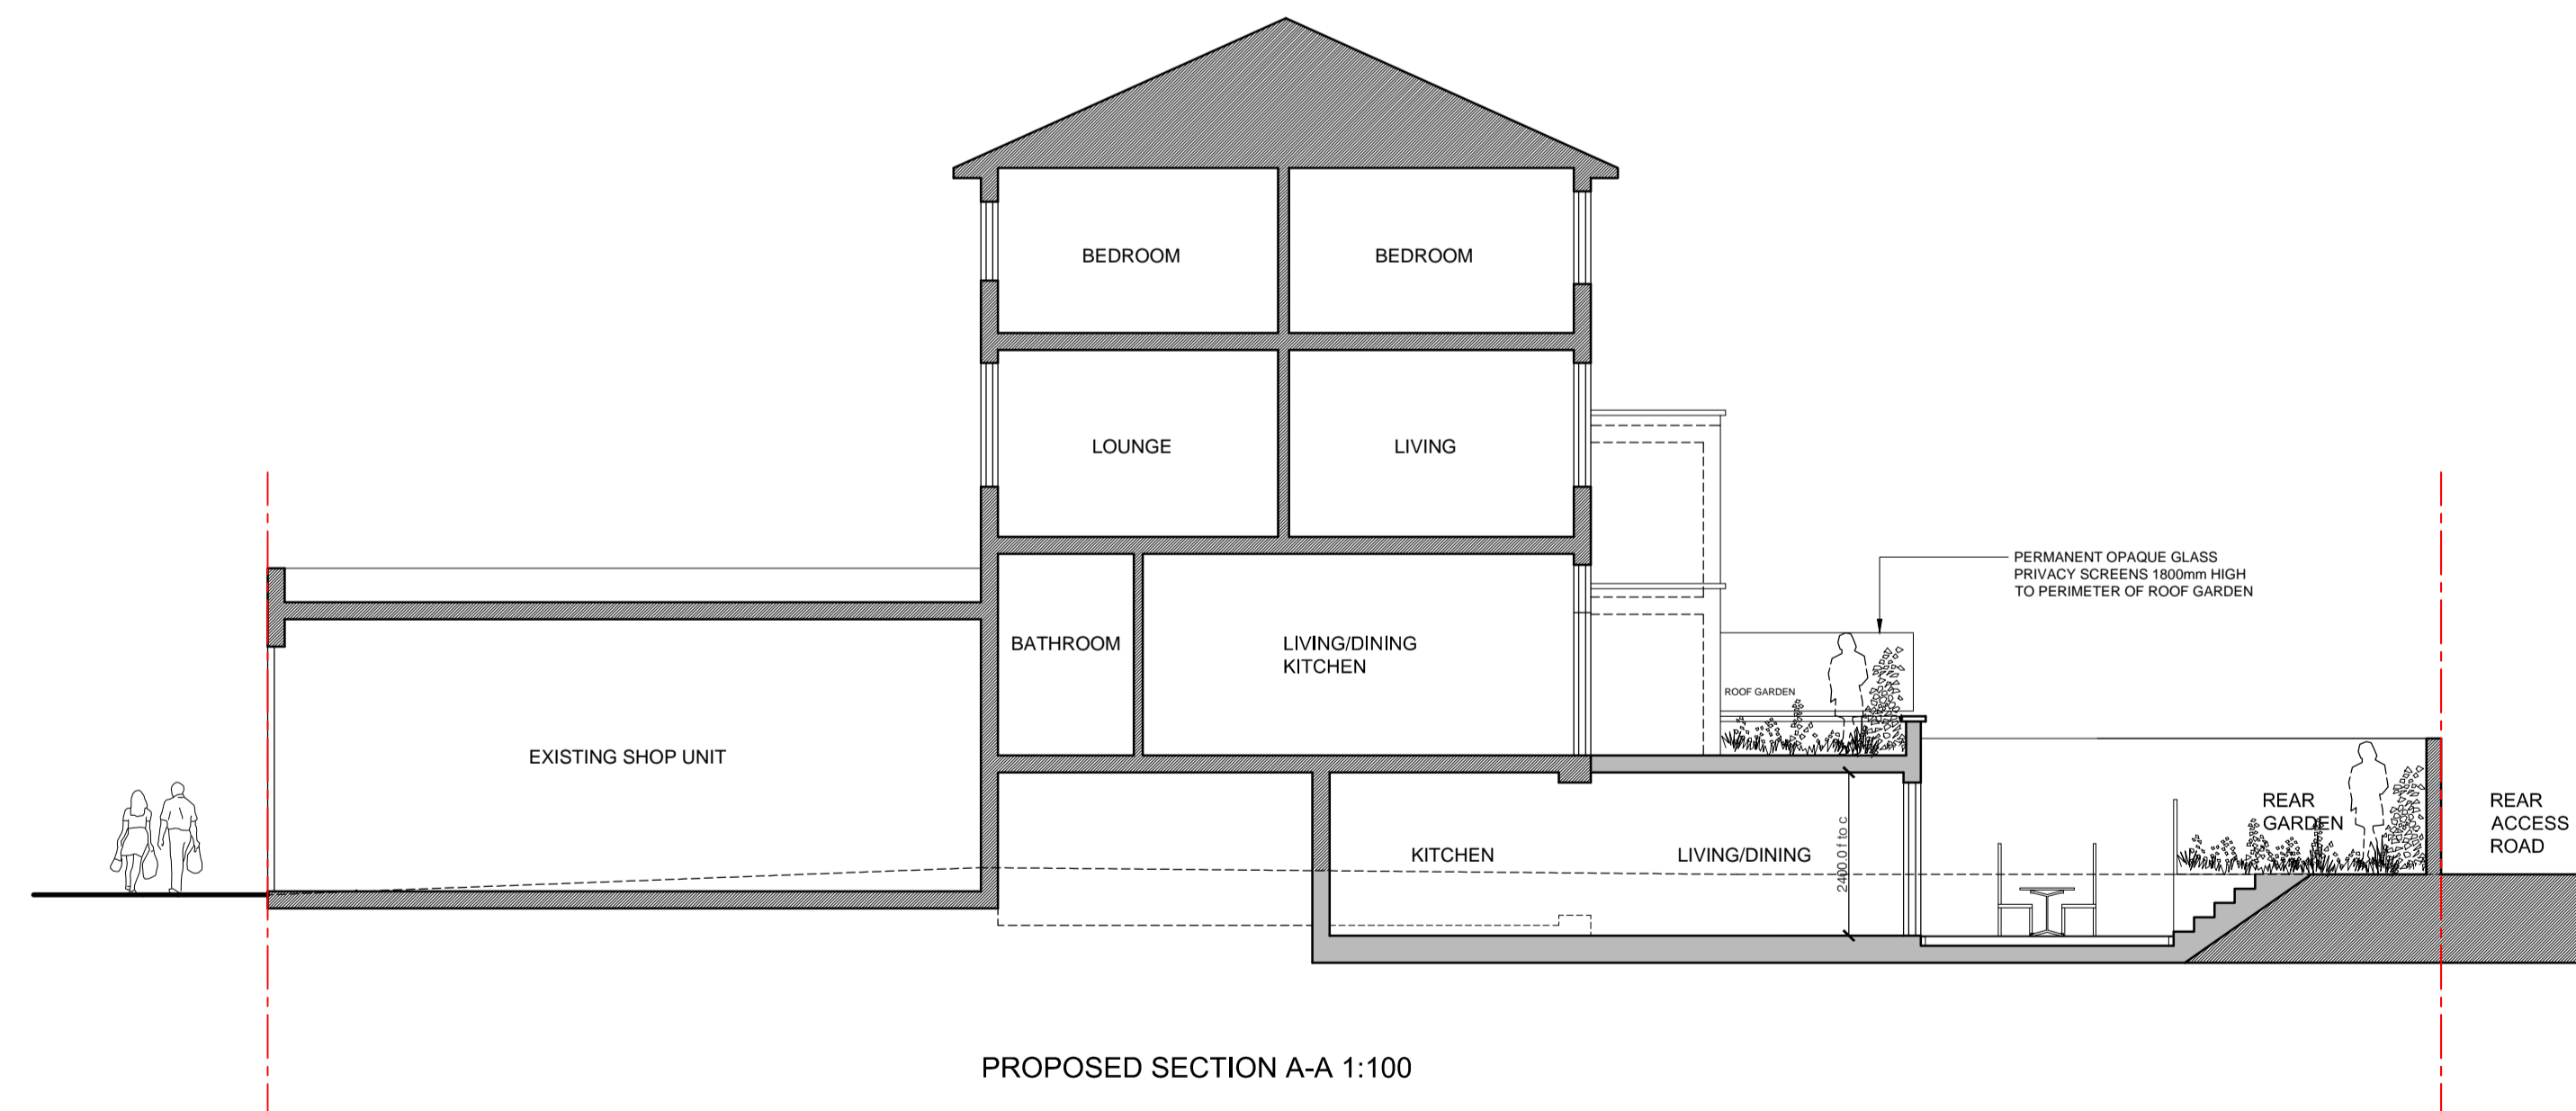 BEDROOM
BEDROOM
LOUNGE
LIVING
PERMANENT OPAQUE GLASS
PRIVACY SCREENS 1800mm HIGH
TO PERIMETER OF ROOF GARDEN
BATHROOM
LIVING/DINING
KITCHEN
ROOF GARDEN
EXISTING SHOP UNIT
REAR
GARDEN
REAR
ACCESS
ROAD
KITCHEN
LIVING/DINING
2400.0 f to c
PROPOSED SECTION A-A 1:100